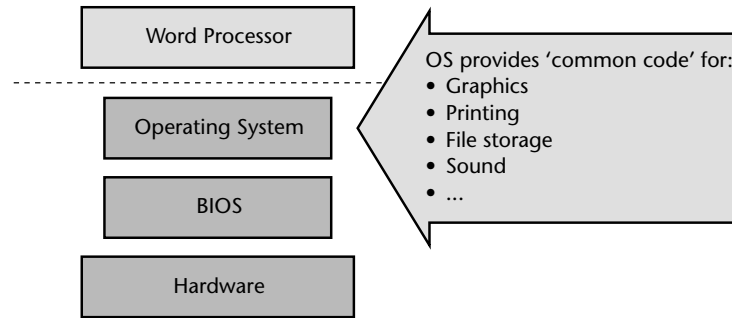 Word Processor
Operating System
BIOS
Hardware
OS provides ‘common code’ for:
• Graphics
• Printing
• File storage
• Sound
• ...